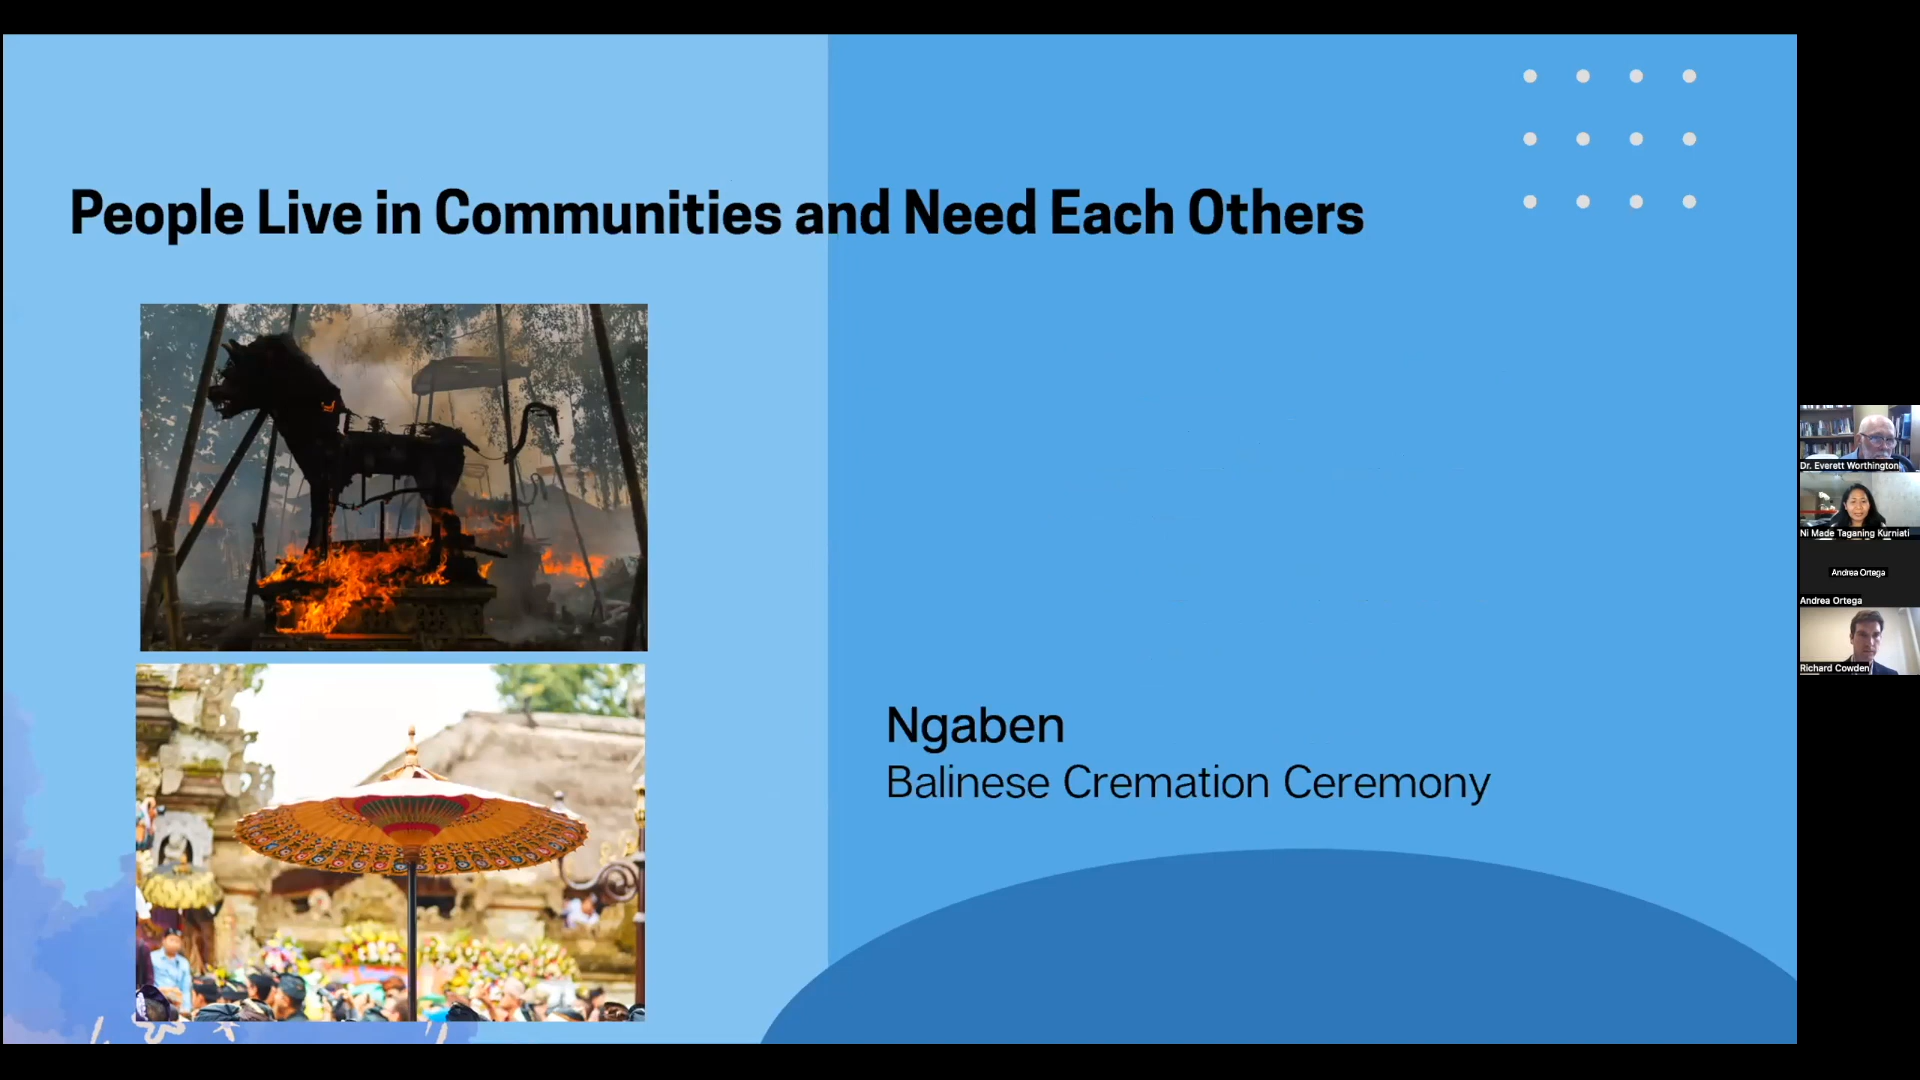 People Live in Communities and Need Each Others
Ngaben
Balinese Cremation Ceremony
Dr. Everett Worthington
Ni Made Taganing Kurniati
Andrea Ortega
Andrea Ortega
Richard Cowden